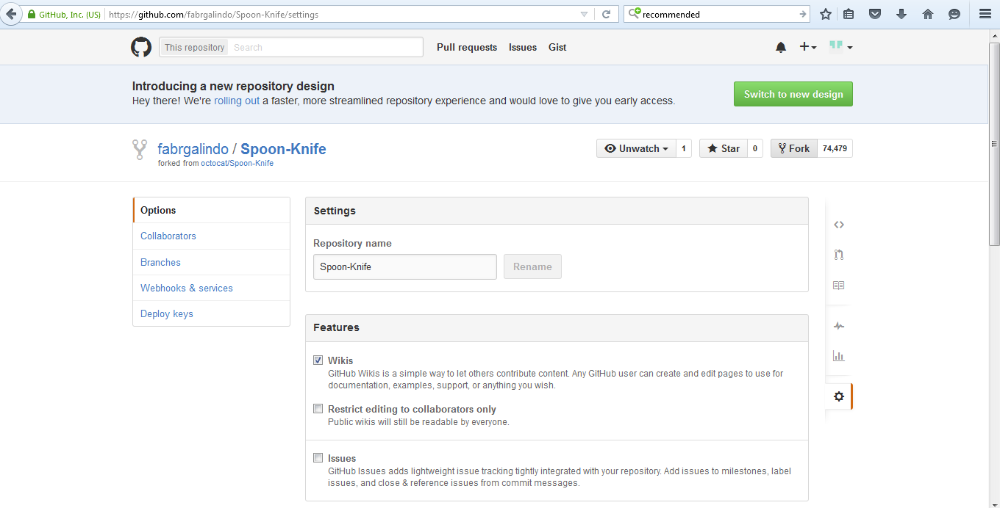 GitHub, Inc. (US) https://github.com/fabrgalindo/Spoon-Knife/settings recommended
This repository Search Pull requests Issues Gist
Introducing a new repository design
Hey there! We're rolling out a faster, more streamlined repository experience and would love to give you early access.
Switch to new design
fabrgalindo / Spoon-Knife
forked from octocat/Spoon-Knife
Unwatch 1 Star 0 Fork 74,479
Options
Collaborators
Branches
Webhooks & services
Deploy keys
Settings
Repository name
Spoon-Knife Rename
Features
Wikis
GitHub Wikis is a simple way to let others contribute content. Any GitHub user can create and edit pages to use for
documentation, examples, support, or anything you wish.
Restrict editing to collaborators only
Public wikis will still be readable by everyone.
Issues
GitHub Issues adds lightweight issue tracking tightly integrated with your repository. Add issues to milestones, label
issues, and close & reference issues from commit messages.